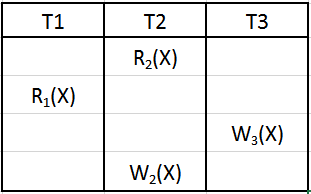 T1 T2 T3
R₂(X)
R₁(X)
W₃(X)
W₂(X)